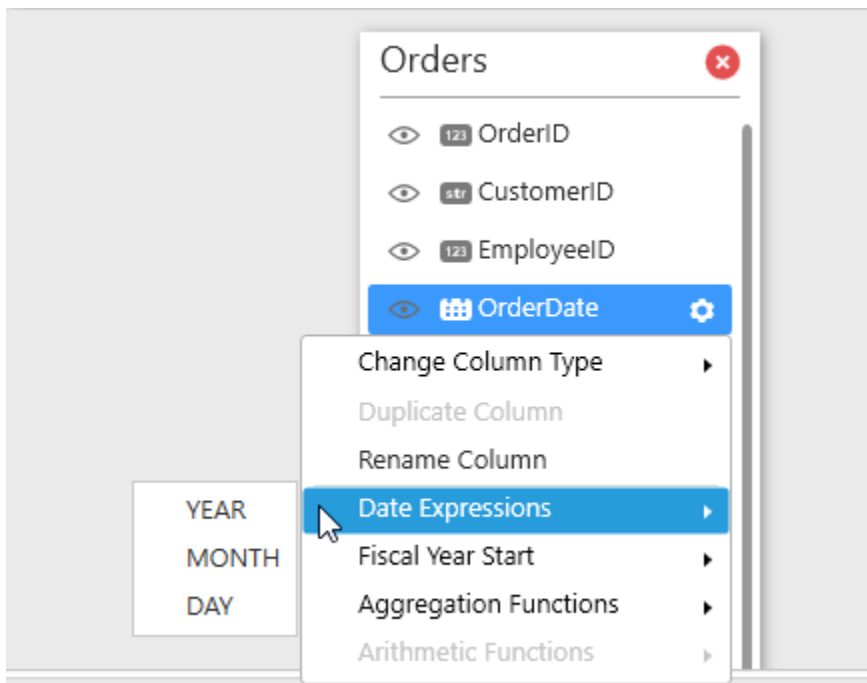 Orders
123 OrderID
str CustomerID
123 EmployeeID
OrderDate
Change Column Type
Duplicate Column
Rename Column
Date Expressions
Fiscal Year Start
Aggregation Functions
Arithmetic Functions
YEAR
MONTH
DAY